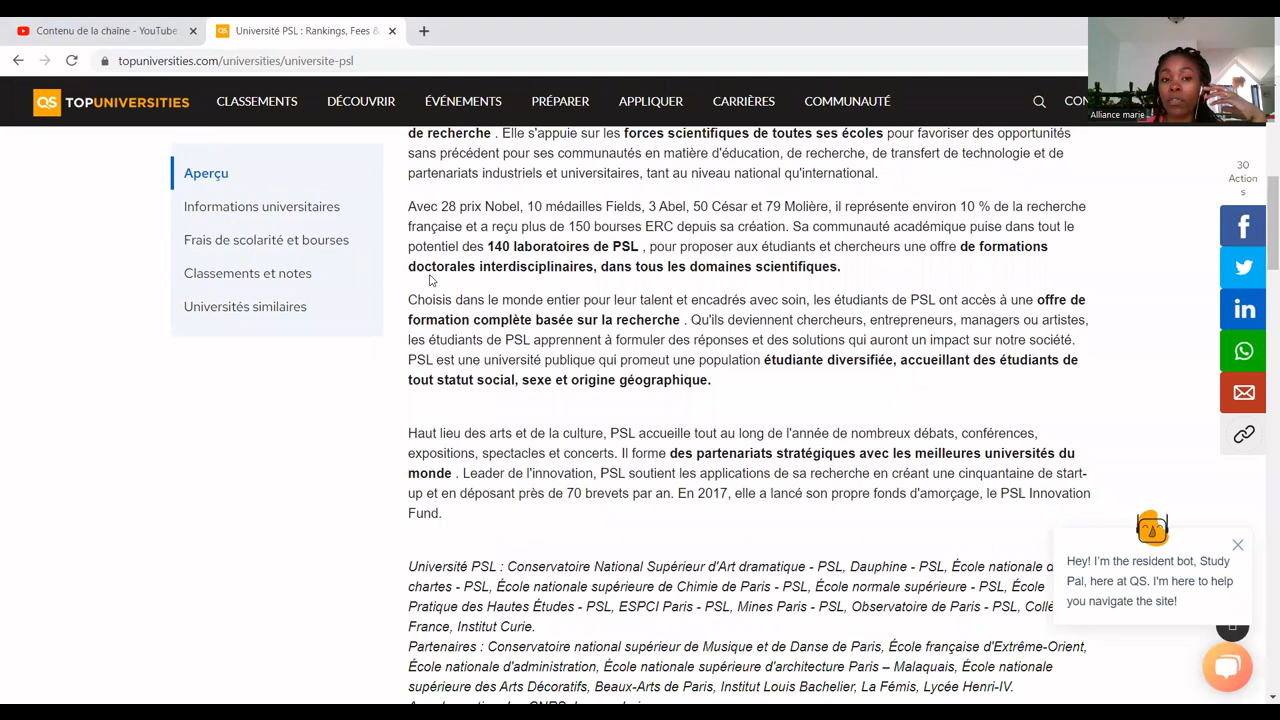 Contenu de la chaîne - YouTube
Université PSL : Rankings, Fees &
topuniversities.com/universities/universite-psl
QS TOPUNIVERSITIES
CLASSEMENTS
DÉCOUVRIR
ÉVÉNEMENTS
PRÉPARER
APPLIQUER
CARRIÈRES
COMMUNAUTÉ
CON
Alliance marie
Aperçu
Informations universitaires
Frais de scolarité et bourses
Classements et notes
Universités similaires
de recherche . Elle s'appuie sur les forces scientifiques de toutes ses écoles pour favoriser des opportunités
sans précédent pour ses communautés en matière d'éducation, de recherche, de transfert de technologie et de
partenariats industriels et universitaires, tant au niveau national qu'international.
Avec 28 prix Nobel, 10 médailles Fields, 3 Abel, 50 César et 79 Molière, il représente environ 10 % de la recherche
française et a reçu plus de 150 bourses ERC depuis sa création. Sa communauté académique puise dans tout le
potentiel des 140 laboratoires de PSL , pour proposer aux étudiants et chercheurs une offre de formations
doctorales interdisciplinaires, dans tous les domaines scientifiques.
Choisis dans le monde entier pour leur talent et encadrés avec soin, les étudiants de PSL ont accès à une offre de
formation complète basée sur la recherche . Qu'ils deviennent chercheurs, entrepreneurs, managers ou artistes,
les étudiants de PSL apprennent à formuler des réponses et des solutions qui auront un impact sur notre société.
PSL est une université publique qui promeut une population étudiante diversifiée, accueillant des étudiants de
tout statut social, sexe et origine géographique.
Haut lieu des arts et de la culture, PSL accueille tout au long de l'année de nombreux débats, conférences,
expositions, spectacles et concerts. Il forme des partenariats stratégiques avec les meilleures universités du
monde . Leader de l'innovation, PSL soutient les applications de sa recherche en créant une cinquantaine de start-
up et en déposant près de 70 brevets par an. En 2017, elle a lancé son propre fonds d'amorçage, le PSL Innovation
Fund.
Université PSL : Conservatoire National Supérieur d'Art dramatique - PSL, Dauphine - PSL, École nationale d
chartes - PSL, École nationale supérieure de Chimie de Paris - PSL, École normale supérieure - PSL, École
Pratique des Hautes Études - PSL, ESPCI Paris - PSL, Mines Paris - PSL, Observatoire de Paris - PSL, Collè
France, Institut Curie.
Partenaires : Conservatoire national supérieur de Musique et de Danse de Paris, École française d'Extrême-Orient,
École nationale d'administration, École nationale supérieure d'architecture Paris – Malaquais, École nationale
supérieure des Arts Décoratifs, Beaux-Arts de Paris, Institut Louis Bachelier, La Fémis, Lycée Henri-IV.
30
Action
s
Hey! I'm the resident bot, Study
Pal, here at QS. I'm here to help
you navigate the site!